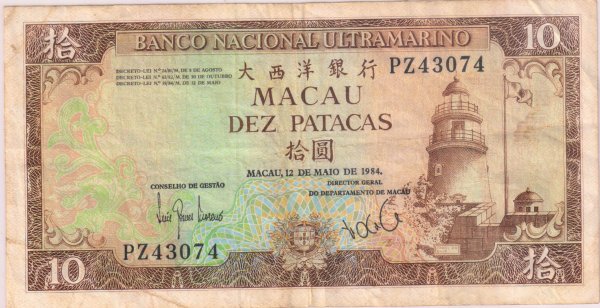 10
拾
BANCO NACIONAL ULTRAMARINO
10
大西洋銀行
PZ43074
MACAU
DEZ PATACAS
拾圓
MACAU, 12 DE MAIO DE 1984.
CONSELHO DE GESTÃO
DIRECTOR GERAL
DO DEPARTAMENTO DE MACAU
PZ43074
10
拾